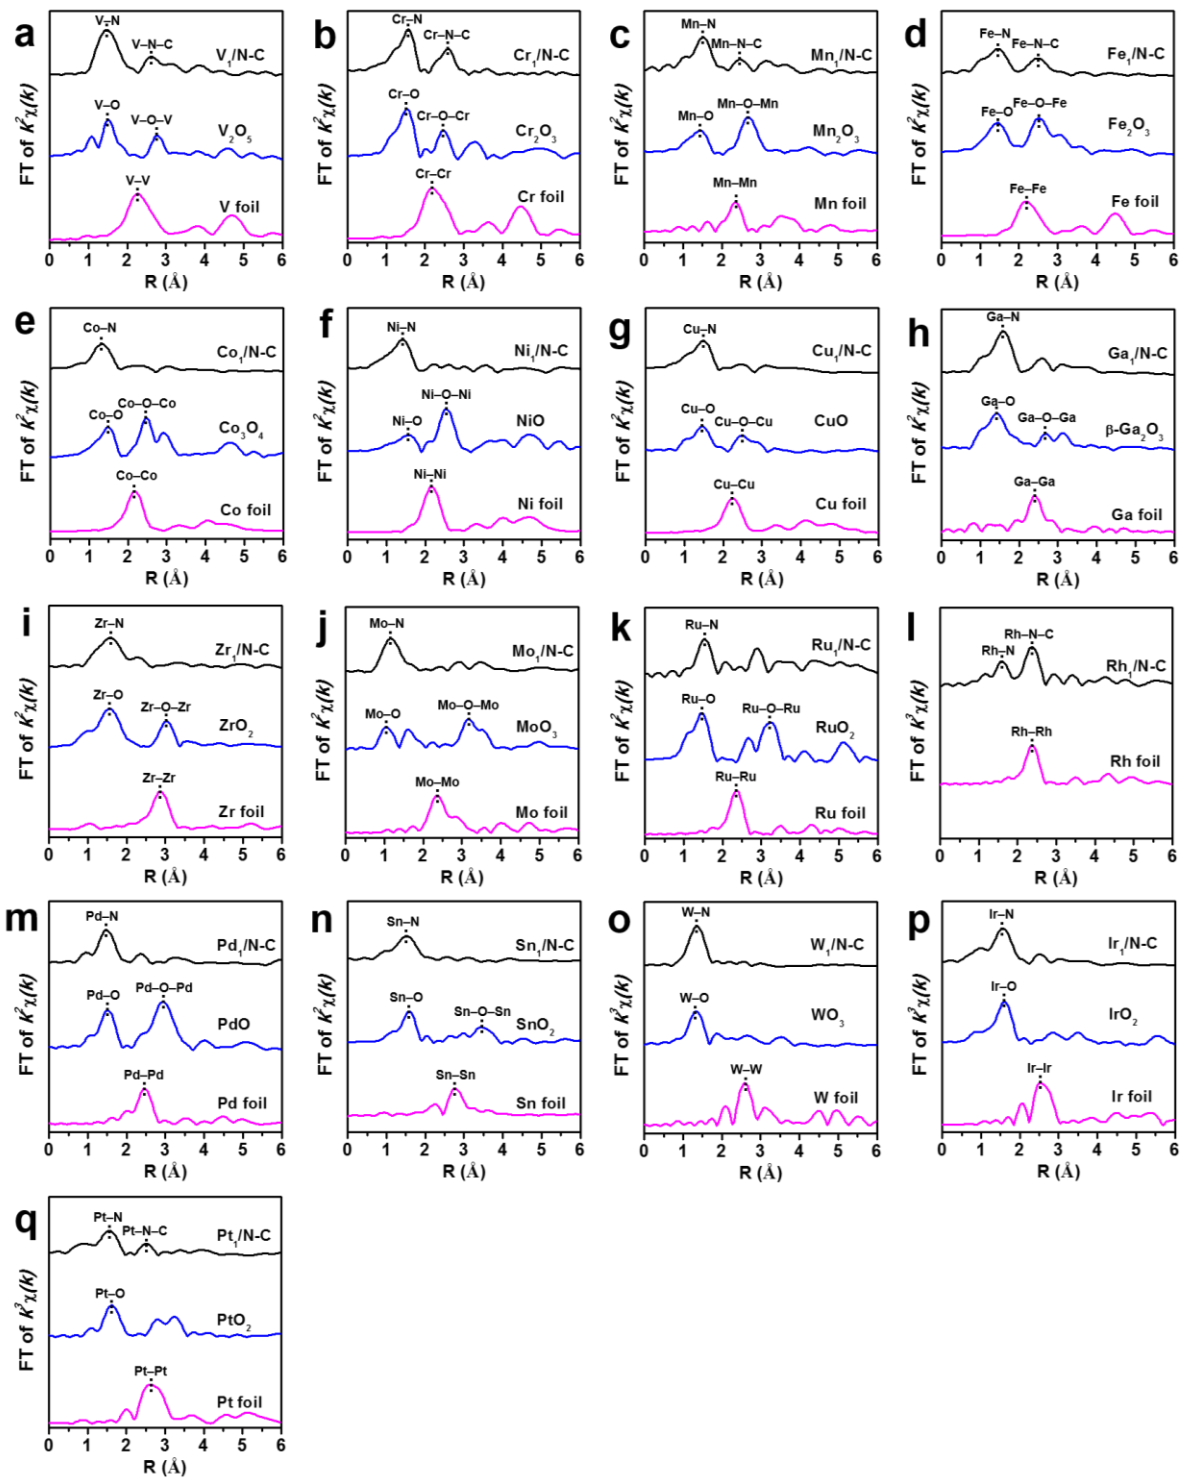 a
FT of K²χ(k)
V–N
V–N–C
V₁/N-C
V–O
V–O–V
V₂O₅
V–V
V foil
0 1 2 3 4 5 6
R (Å)
b
FT of K²χ(k)
Cr–N
Cr–N–C
Cr₁/N-C
Cr–O
Cr–O–Cr
Cr₂O₃
Cr–Cr
Cr foil
0 1 2 3 4 5 6
R (Å)
c
FT of K²χ(k)
Mn–N
Mn–N–C
Mn₁/N-C
Mn–O–Mn
Mn–O
Mn₂O₃
Mn–Mn
Mn foil
0 1 2 3 4 5 6
R (Å)
d
FT of K²χ(k)
Fe–N
Fe–N–C
Fe₁/N-C
Fe–O–Fe
Fe–O
Fe₂O₃
Fe–Fe
Fe foil
0 1 2 3 4 5 6
R (Å)
e
FT of K²χ(k)
Co–N
Co₁/N-C
Co–O–Co
Co–O
Co₃O₄
Co–Co
Co foil
0 1 2 3 4 5 6
R (Å)
f
FT of K²χ(k)
Ni–N
Ni₁/N-C
Ni–O–Ni
Ni–O
NiO
Ni–Ni
Ni foil
0 1 2 3 4 5 6
R (Å)
g
FT of K²χ(k)
Cu–N
Cu₁/N-C
Cu–O
Cu–O–Cu
CuO
Cu–Cu
Cu foil
0 1 2 3 4 5 6
R (Å)
h
FT of K²χ(k)
Ga–N
Ga₁/N-C
Ga–O
Ga–O–Ga
β-Ga₂O₃
Ga–Ga
Ga foil
0 1 2 3 4 5 6
R (Å)
i
FT of K²χ(k)
Zr–N
Zr₁/N-C
Zr–O
Zr–O–Zr
ZrO₂
Zr–Zr
Zr foil
0 1 2 3 4 5 6
R (Å)
j
FT of K²χ(k)
Mo–N
Mo₁/N-C
Mo–O–Mo
Mo–O
MoO₃
Mo–Mo
Mo foil
0 1 2 3 4 5 6
R (Å)
k
FT of K²χ(k)
Ru–N
Ru₁/N-C
Ru–O
Ru–O–Ru
RuO₂
Ru–Ru
Ru foil
0 1 2 3 4 5 6
R (Å)
l
FT of K³χ(k)
Rh–N–C
Rh–N
Rh₁/N-C
Rh–Rh
Rh foil
0 1 2 3 4 5 6
R (Å)
m
FT of K²χ(k)
Pd–N
Pd₁/N-C
Pd–O
Pd–O–Pd
PdO
Pd–Pd
Pd foil
0 1 2 3 4 5 6
R (Å)
n
FT of K²χ(k)
Sn–N
Sn₁/N-C
Sn–O
Sn–O–Sn
SnO₂
Sn–Sn
Sn foil
0 1 2 3 4 5 6
R (Å)
o
FT of K³χ(k)
W–N
W₁/N-C
W–O
WO₃
W–W
W foil
0 1 2 3 4 5 6
R (Å)
p
FT of K³χ(k)
Ir–N
Ir₁/N-C
Ir–O
IrO₂
Ir–Ir
Ir foil
0 1 2 3 4 5 6
R (Å)
q
FT of K³χ(k)
Pt–N
Pt–N–C
Pt₁/N-C
Pt–O
PtO₂
Pt–Pt
Pt foil
0 1 2 3 4 5 6
R (Å)